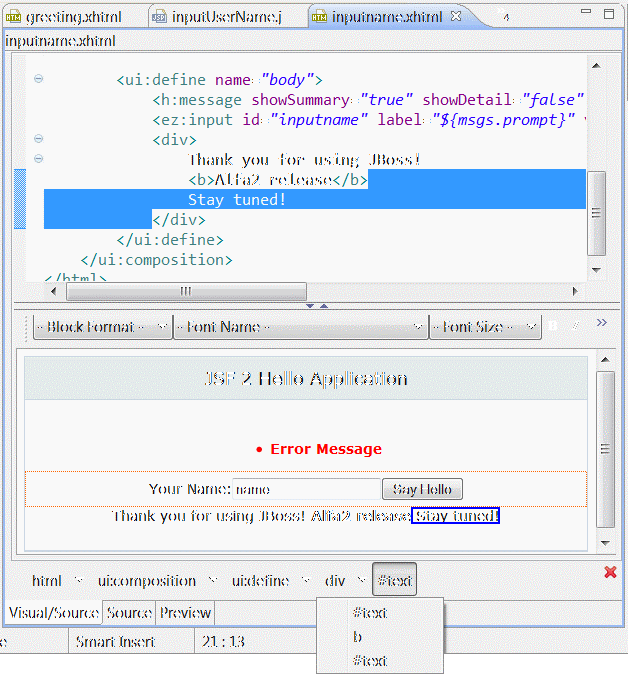 greeting.xhtml inputUserName.j inputname.xhtml 4
inputname.xhtml
<ui:define name="body">
<h:message showSummary="true" showDetail="false"
<ez:input id="inputname" label="${msgs.prompt}"
<div>
Thank you for using JBoss!
<b>Alfa2 release</b>
Stay tuned!
</div>
</ui:define>
</ui:composition>
</html>
- Block Format - - Font Name - - Font Size - B I »
JSF 2 Hello Application
• Error Message
Your Name: name Say Hello
Thank you for using JBoss! Alfa2 release Stay tuned!
html ui:composition ui:define div #text
Visual/Source Source Preview
#text
b
#text
e Smart Insert 21 : 13